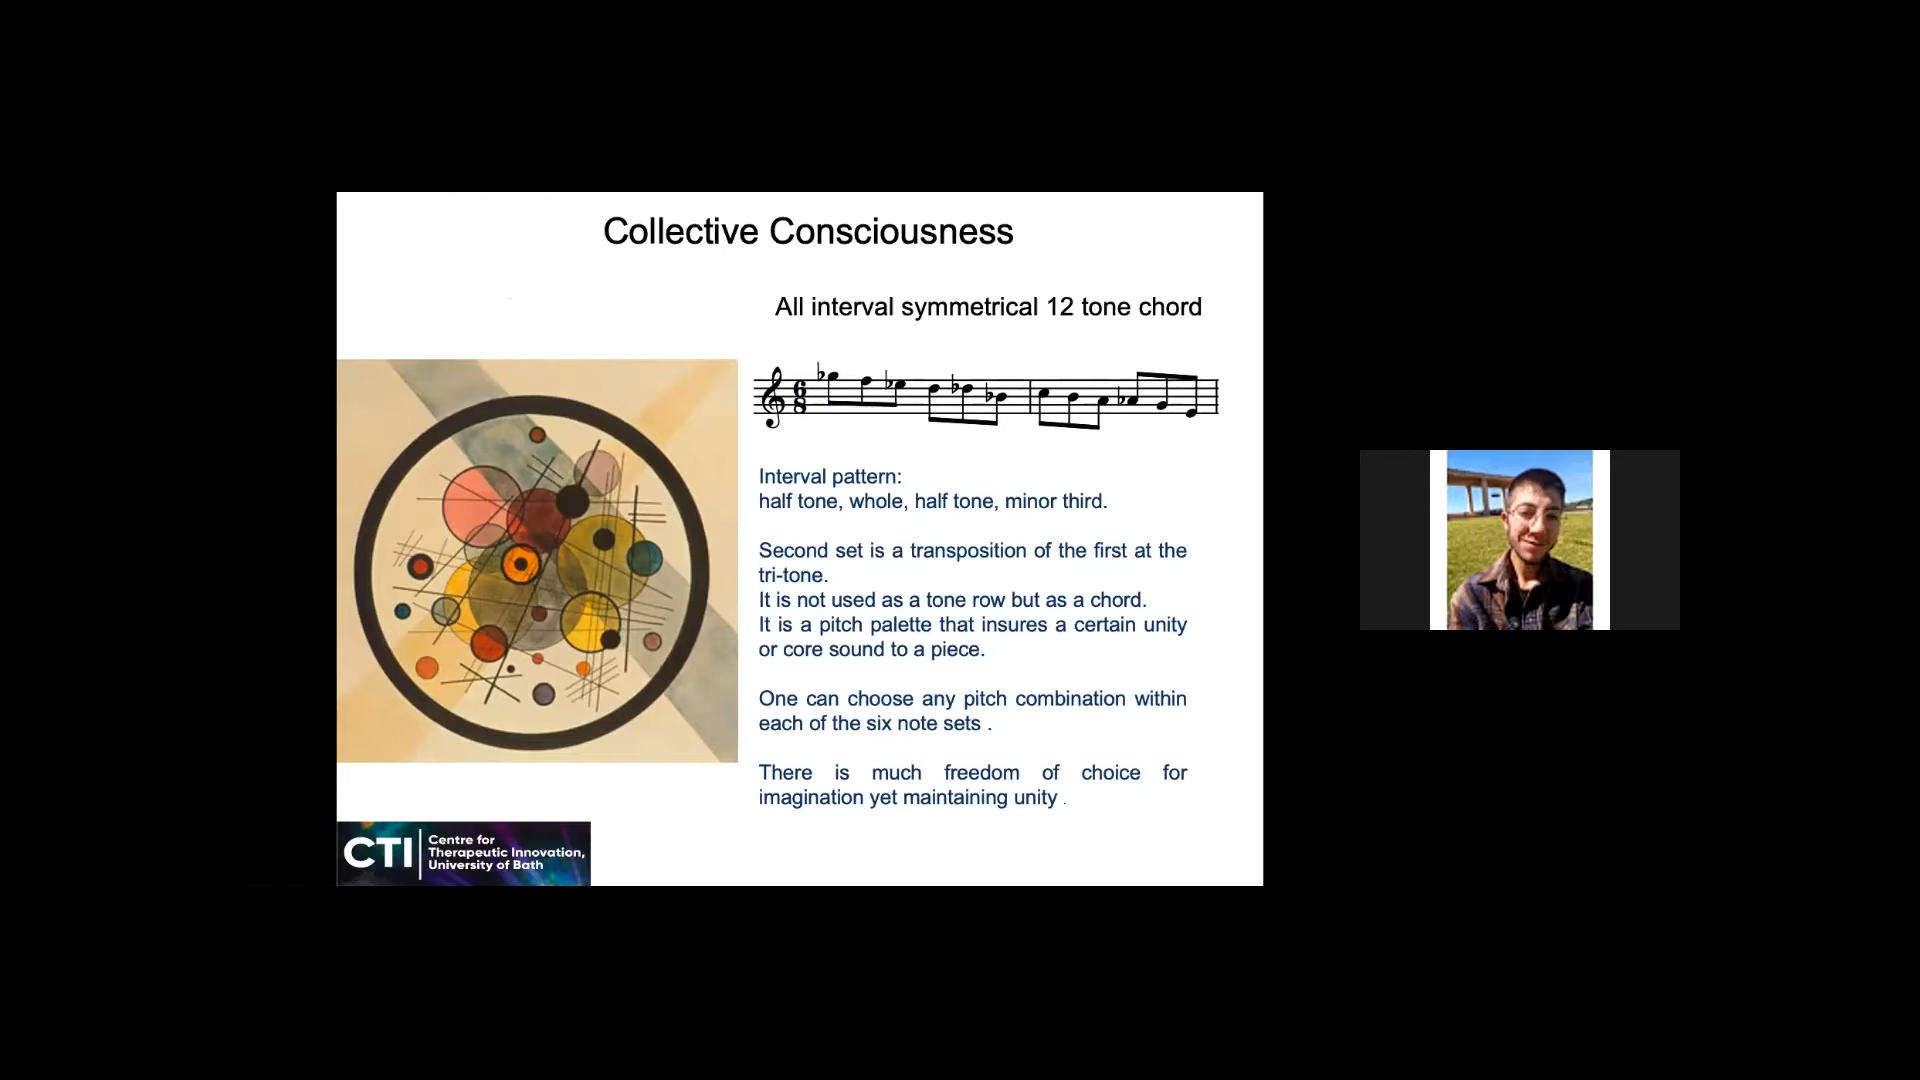 Collective Consciousness
All interval symmetrical 12 tone chord
6
8
Interval pattern:
half tone, whole, half tone, minor third.
Second set is a transposition of the first at the
tri-tone.
It is not used as a tone row but as a chord.
It is a pitch palette that insures a certain unity
or core sound to a piece.
One can choose any pitch combination within
each of the six note sets .
There is much freedom of choice for
imagination yet maintaining unity .
CTI
Centre for
Therapeutic Innovation,
University of Bath